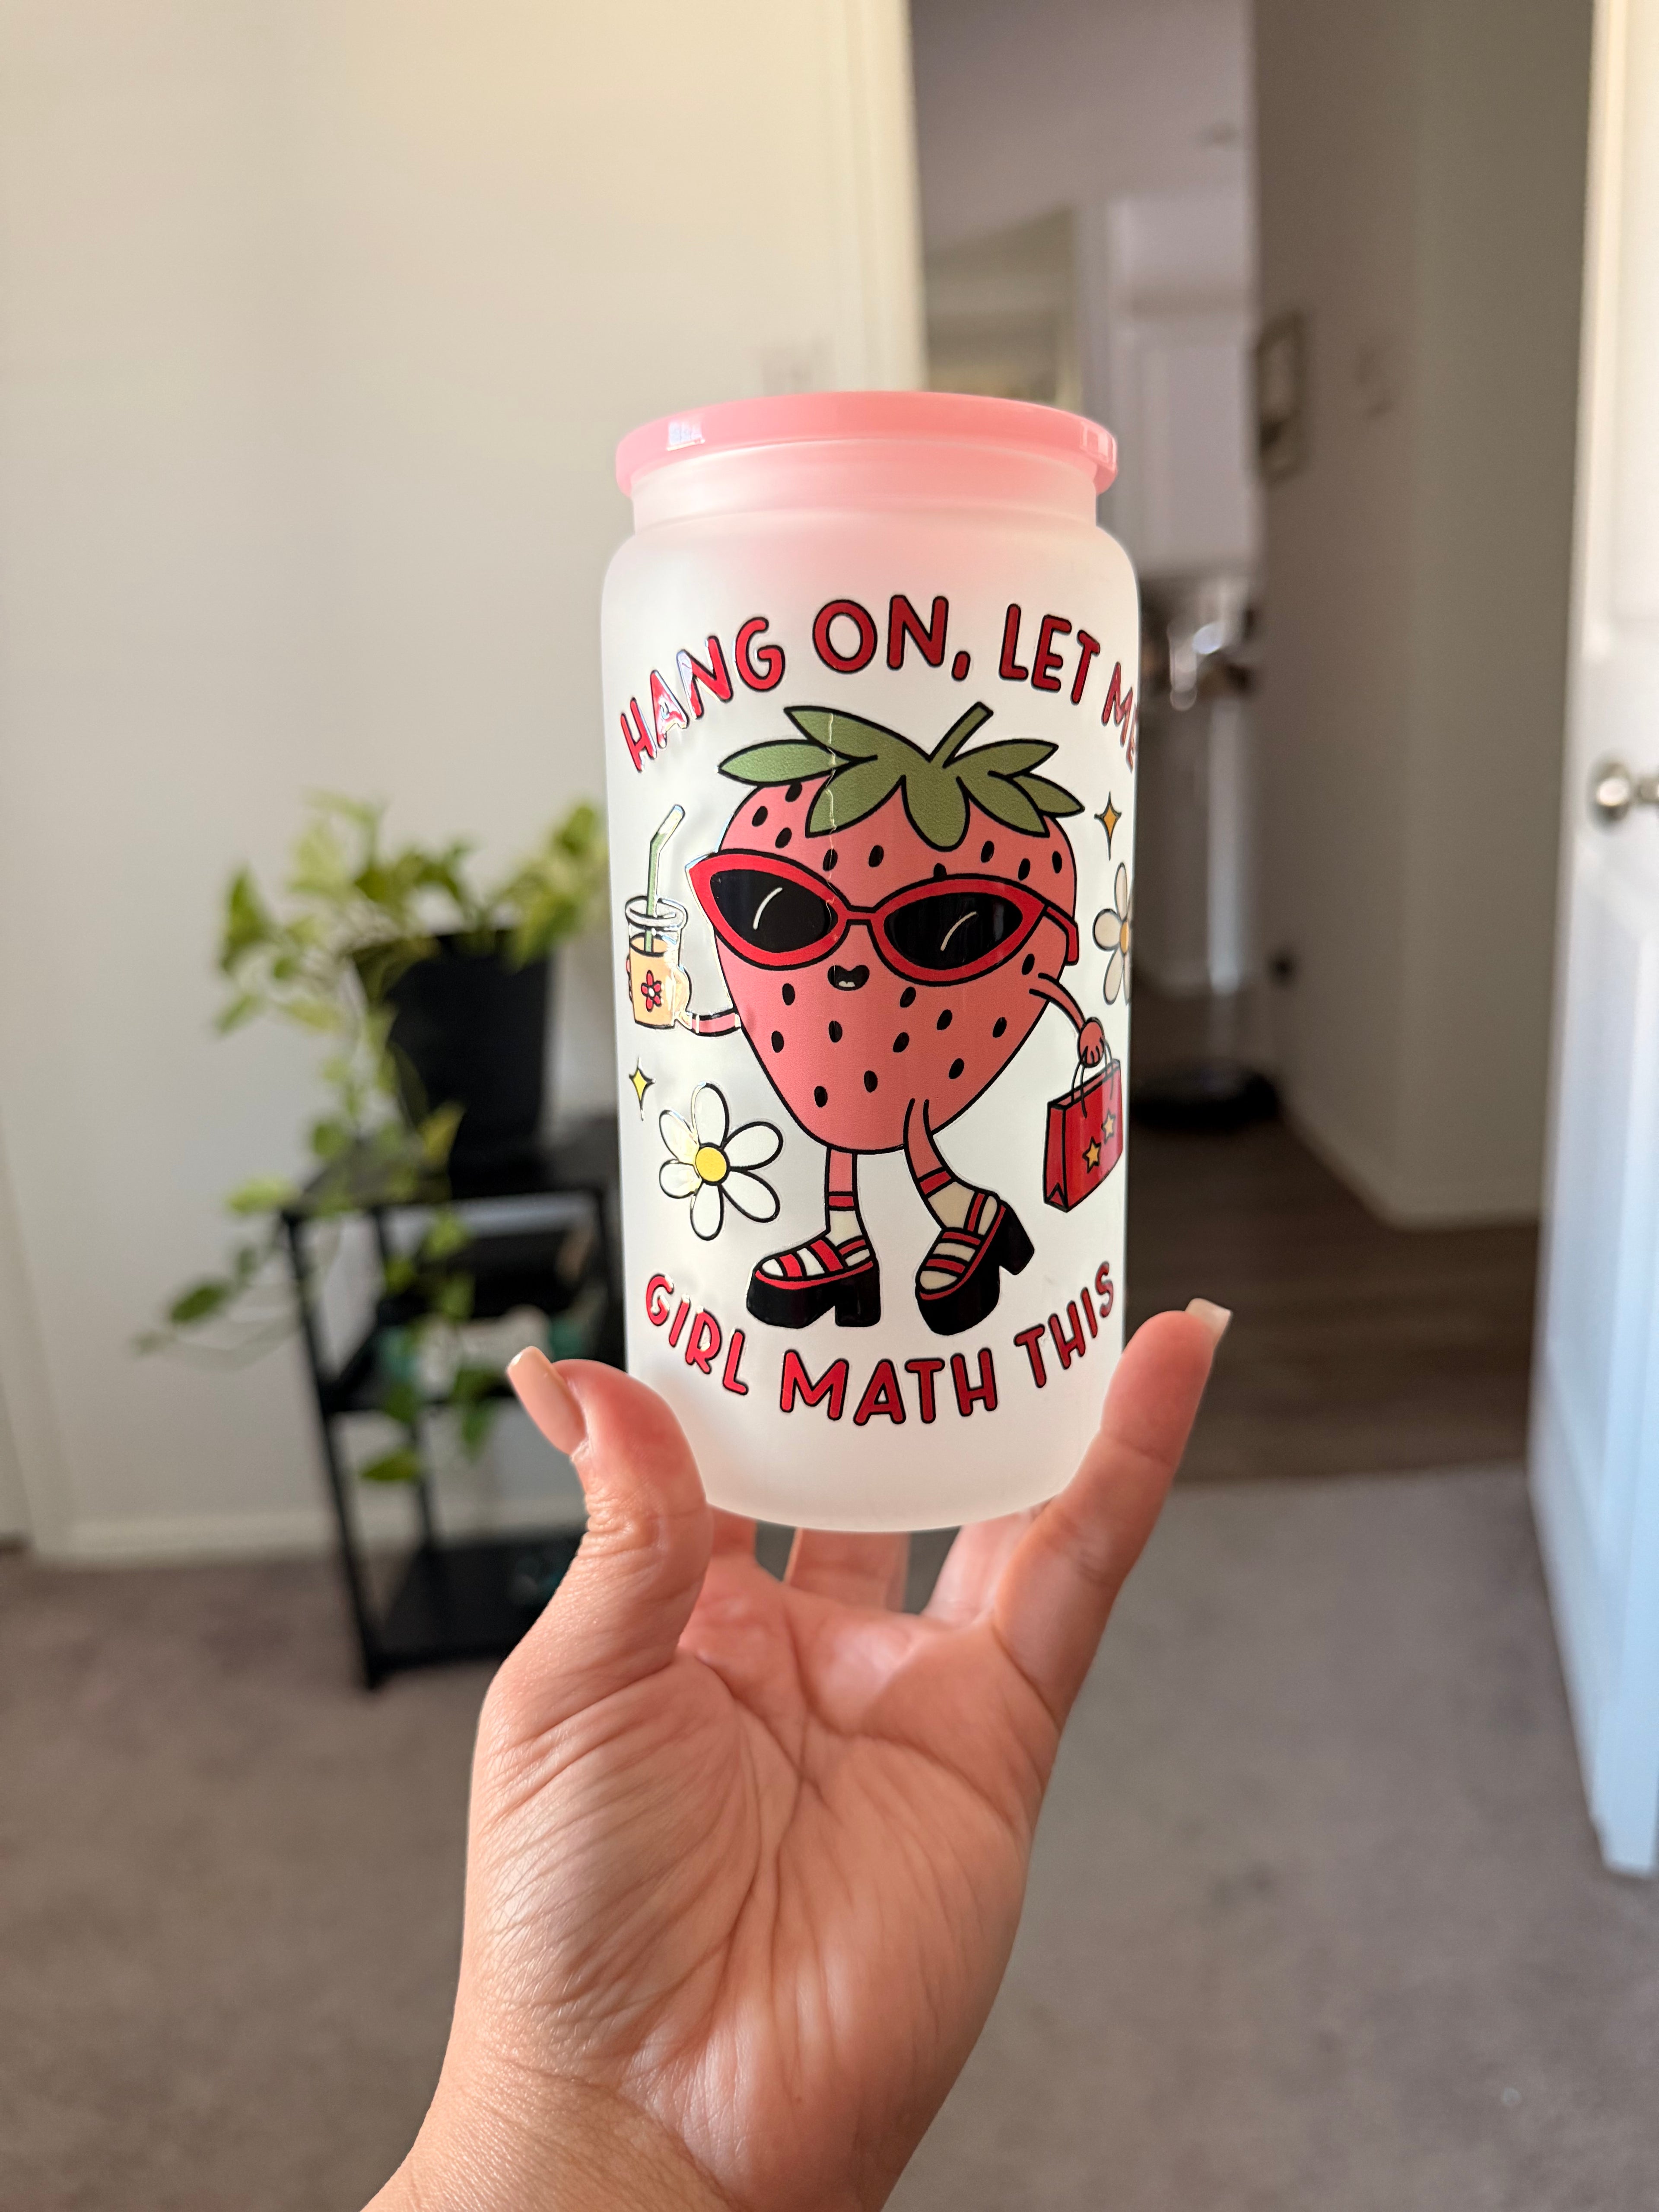 HANG ON, LET ME
GIRL MATH THIS